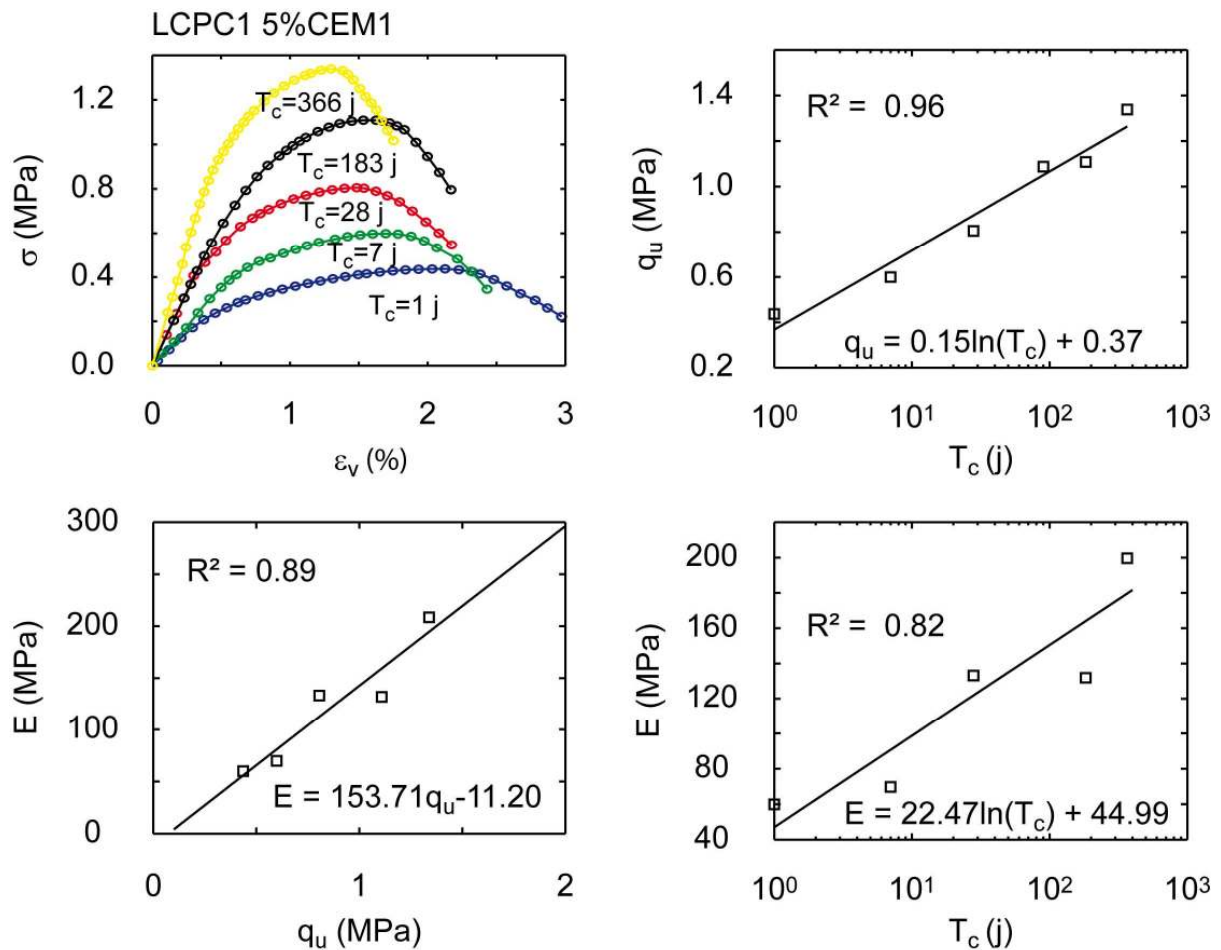 LCPC1 5%CEM1
1.2
0.8
0.4
0.0
σ (MPa)
T_c=366 j
T_c=183 j
T_c=28 j
T_c=7 j
T_c=1 j
0 1 2 3
ε_v (%)
1.4
1.0
0.6
0.2
q_u (MPa)
R² = 0.96
q_u = 0.15ln(T_c) + 0.37
10⁰ 10¹ 10² 10³
T_c (j)
300
200
100
0
E (MPa)
R² = 0.89
E = 153.71q_u-11.20
0 1 2
q_u (MPa)
200
160
120
80
40
E (MPa)
R² = 0.82
E = 22.47ln(T_c) + 44.99
10⁰ 10¹ 10² 10³
T_c (j)